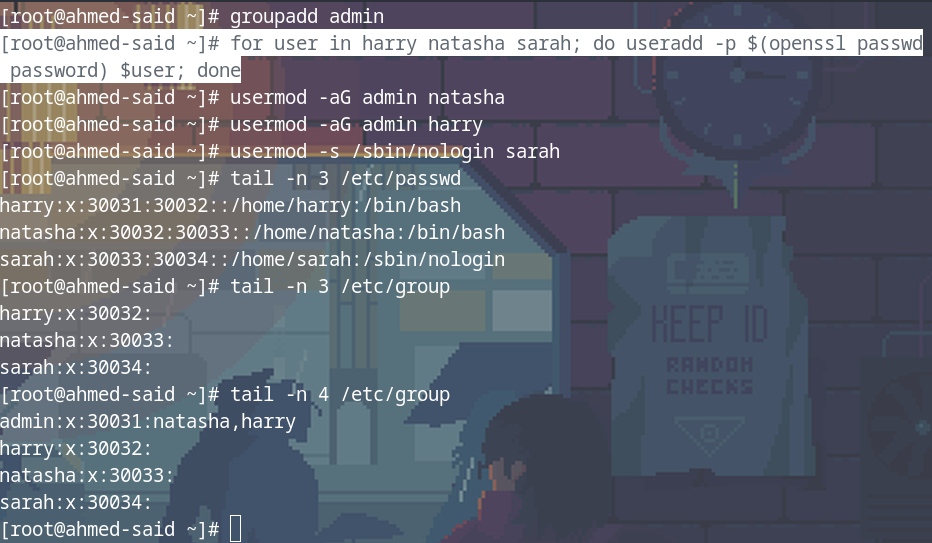 [root@ahmed-said ~]# groupadd admin
[root@ahmed-said ~]# for user in harry natasha sarah; do useradd -p $(openssl passwd
 password) $user; done
[root@ahmed-said ~]# usermod -aG admin natasha
[root@ahmed-said ~]# usermod -aG admin harry
[root@ahmed-said ~]# usermod -s /sbin/nologin sarah
[root@ahmed-said ~]# tail -n 3 /etc/passwd
harry:x:30031:30032::/home/harry:/bin/bash
natasha:x:30032:30033::/home/natasha:/bin/bash
sarah:x:30033:30034::/home/sarah:/sbin/nologin
[root@ahmed-said ~]# tail -n 3 /etc/group
harry:x:30032:
natasha:x:30033:
sarah:x:30034:
[root@ahmed-said ~]# tail -n 4 /etc/group
admin:x:30031:natasha,harry
harry:x:30032:
natasha:x:30033:
sarah:x:30034:
[root@ahmed-said ~]#
KEEP ID
RANDOM
CHECKS